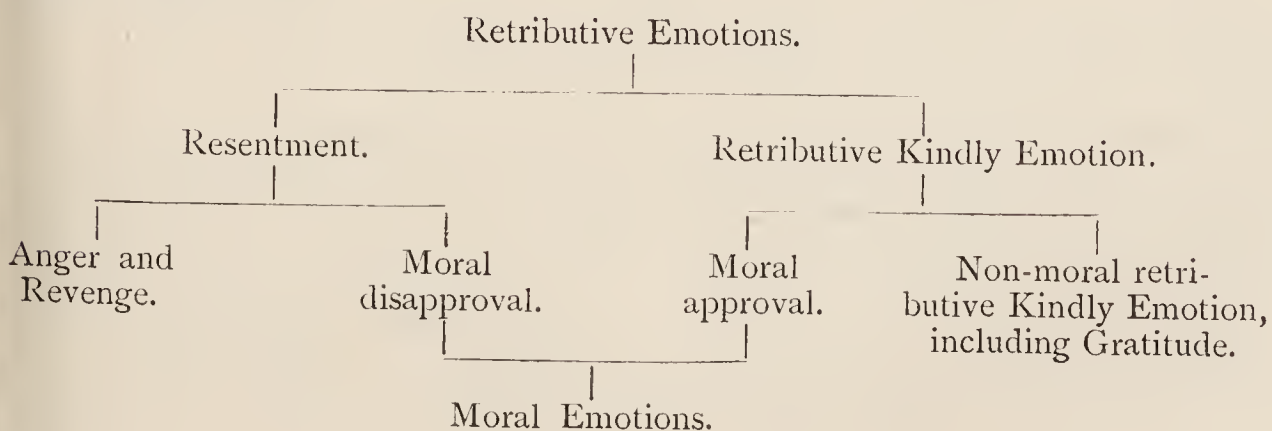 Retributive Emotions.
Resentment.
Retributive Kindly Emotion.
Anger and
Revenge.
Moral
disapproval.
Moral
approval.
Non-moral retri-
butive Kindly Emotion,
including Gratitude.
Moral Emotions.